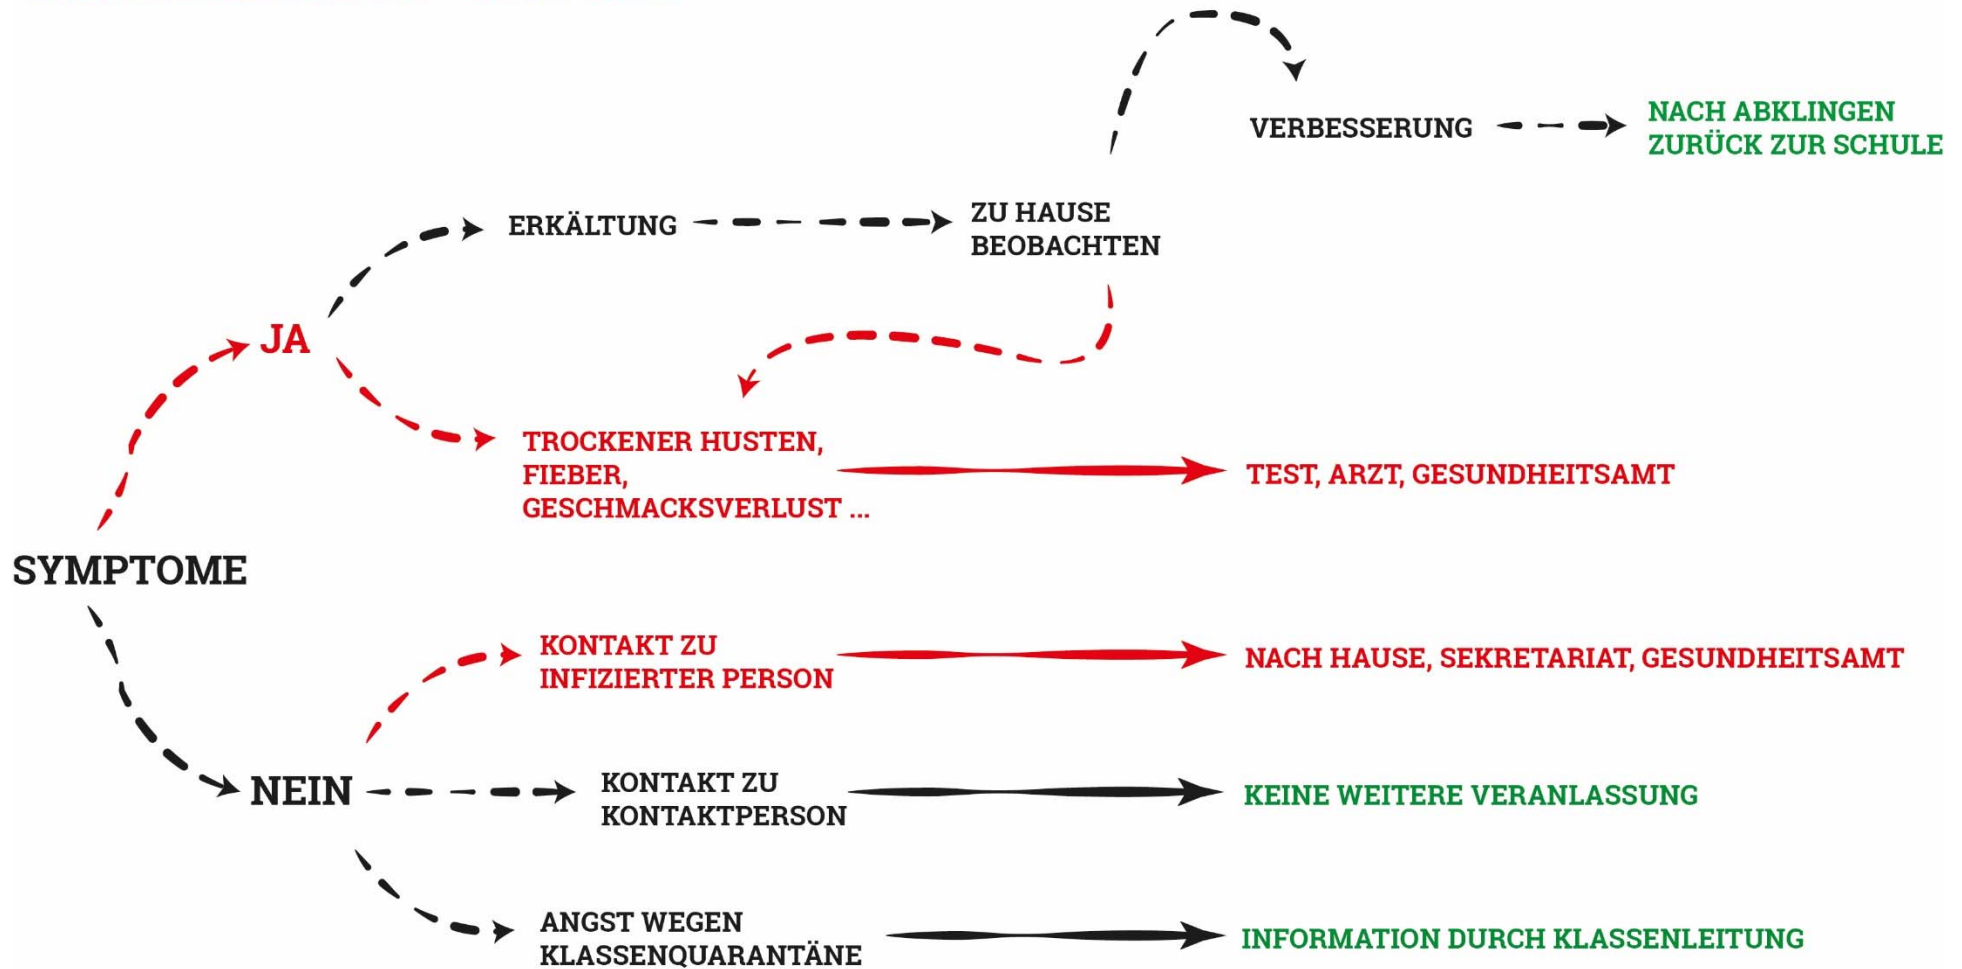 VERBESSERUNG
NACH ABKLINGEN
ZURÜCK ZUR SCHULE
ERKÄLTUNG
ZU HAUSE
BEOBACHTEN
JA
TROCKENER HUSTEN,
FIEBER,
GESCHMACKSVERLUST ...
TEST, ARZT, GESUNDHEITSAMT
SYMPTOME
KONTAKT ZU
INFIZIERTER PERSON
NACH HAUSE, SEKRETARIAT, GESUNDHEITSAMT
NEIN
KONTAKT ZU
KONTAKTPERSON
KEINE WEITERE VERANLASSUNG
ANGST WEGEN
KLASSENQUARANTÄNE
INFORMATION DURCH KLASSENLEITUNG